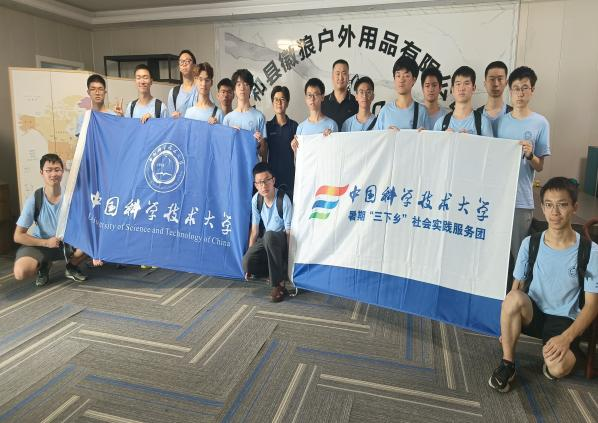 和县徽狼户外用品有限
中国科学技术大学
University of Science and Technology of China
中国科学技术大学
暑期“三下乡”社会实践服务团